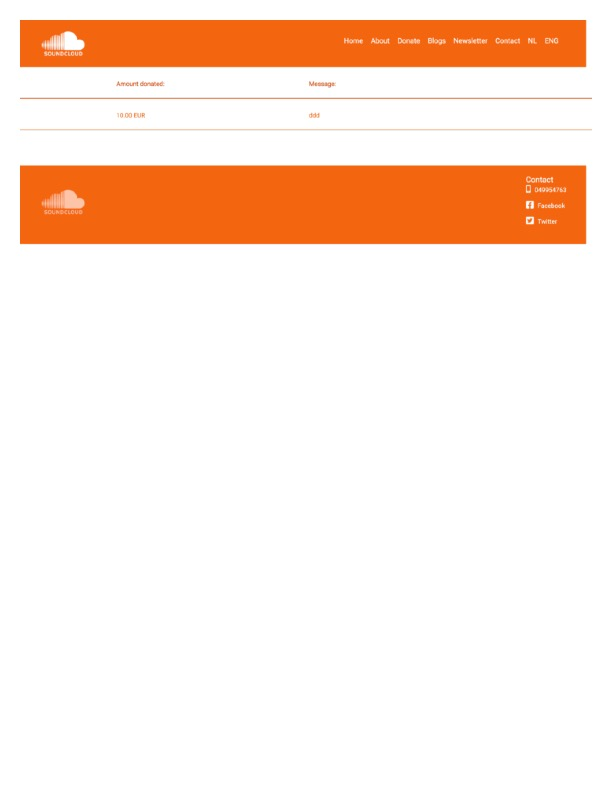 SOUNDCLOUD
Home About Donate Blogs Newsletter Contact NL ENG
Amount donated: Message:
10.00 EUR ddd
SOUNDCLOUD
Contact
049954763
Facebook
Twitter